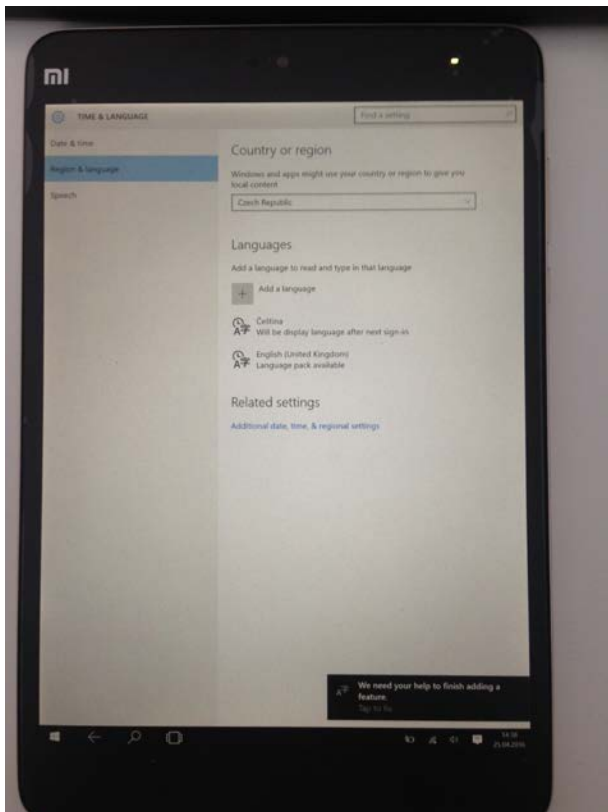 mi
TIME & LANGUAGE
Find a setting
Date & time
Region & language
Speech
Country or region
Windows and apps might use your country or region to give you
local content
Czech Republic
Languages
Add a language to read and type in that language
Add a language
Čeština
Will be display language after next sign-in
English (United Kingdom)
Language pack available
Related settings
Additional date, time, & regional settings
We need your help to finish adding a
feature.
Tap to fix
25.04.2016